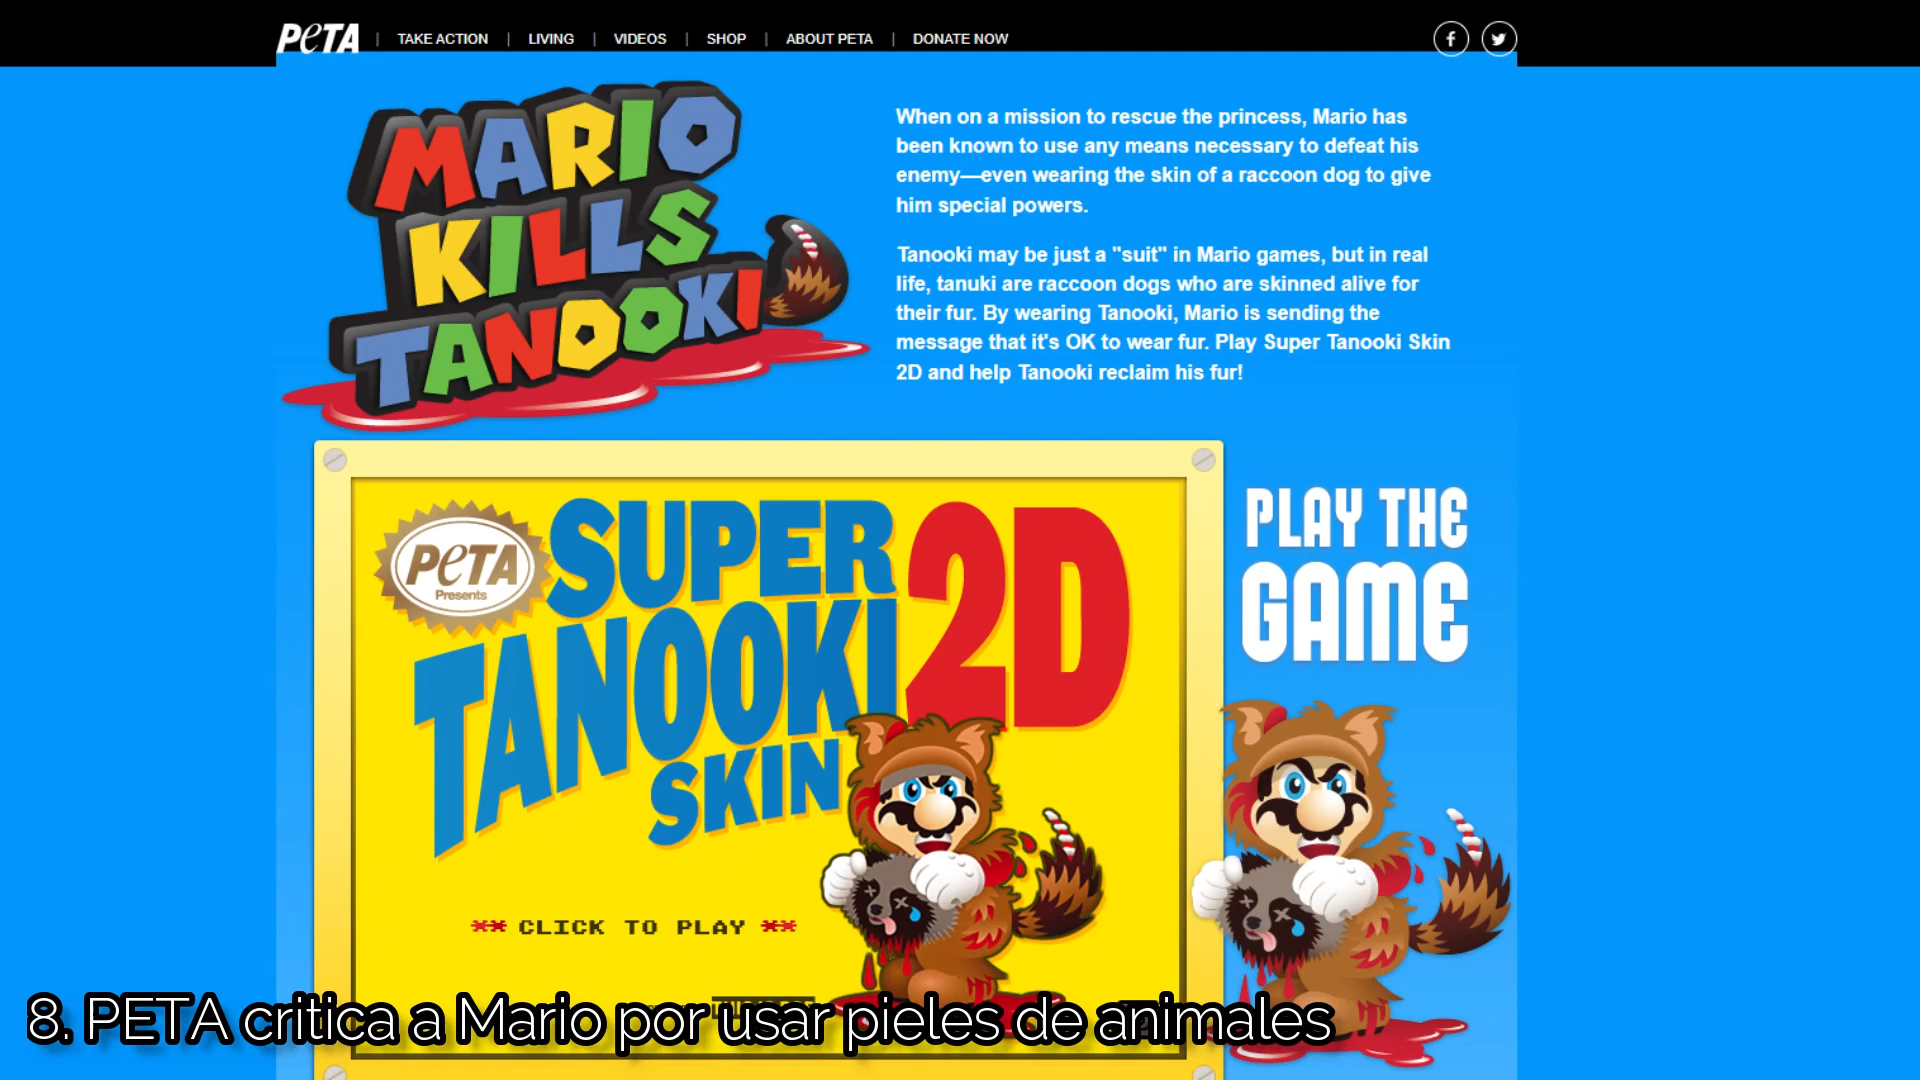 PETA | TAKE ACTION | LIVING | VIDEOS | SHOP | ABOUT PETA | DONATE NOW
MARIO
KILLS
TANOOKI
When on a mission to rescue the princess, Mario has
been known to use any means necessary to defeat his
enemy—even wearing the skin of a raccoon dog to give
him special powers.
Tanooki may be just a "suit" in Mario games, but in real
life, tanuki are raccoon dogs who are skinned alive for
their fur. By wearing Tanooki, Mario is sending the
message that it's OK to wear fur. Play Super Tanooki Skin
2D and help Tanooki reclaim his fur!
PETA
Presents
SUPER
TANOOKI
SKIN
2D
** CLICK TO PLAY **
PLAY THE
GAME
8. PETA critica a Mario por usar pieles de animales